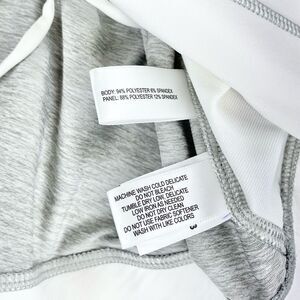 BODY: 94% POLYESTER 6% SPANDEX
PANEL: 88% POLYESTER 12% SPANDEX
MACHINE WASH COLD, DELICATE
DO NOT BLEACH
TUMBLE DRY LOW, DELICATE
LOW IRON AS NEEDED
DO NOT DRY CLEAN
DO NOT USE FABRIC SOFTENER
WASH WITH LIKE COLORS
3